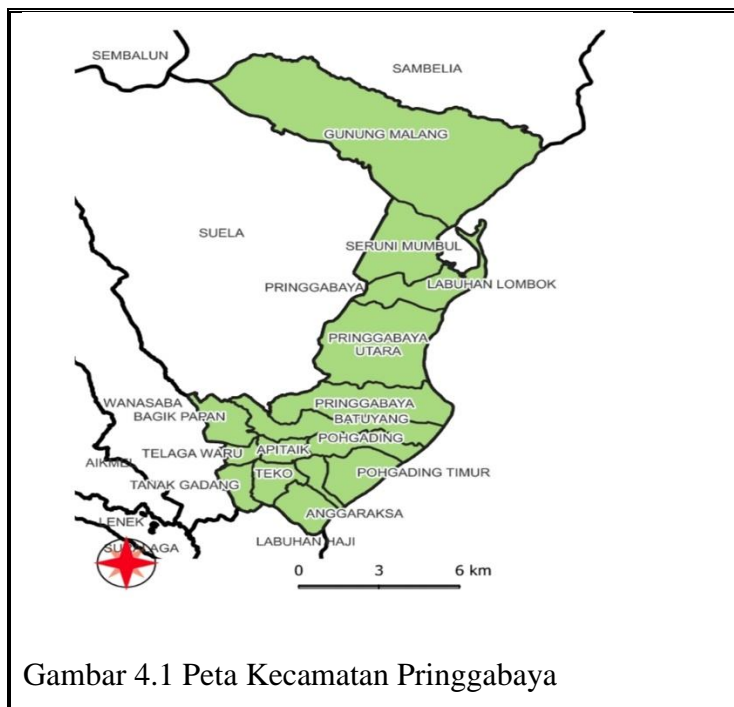 SEMBALUN
SAMBELIA
GUNUNG MALANG
SUELA
SERUNI MUMBUL
PRINGGABAYA
LABUHAN LOMBOK
PRINGGABAYA
UTARA
WANASABA
BAGIK PAPAN
PRINGGABAYA
BATUYANG
POHGADING
TELAGA WARU
APITAIK
AIKMEL
TEKO
POHGADING TIMUR
TANAK GADANG
ANGGARAKSA
LENEK
LABUHAN HAJI
0 3 6 km
Gambar 4.1 Peta Kecamatan Pringgabaya